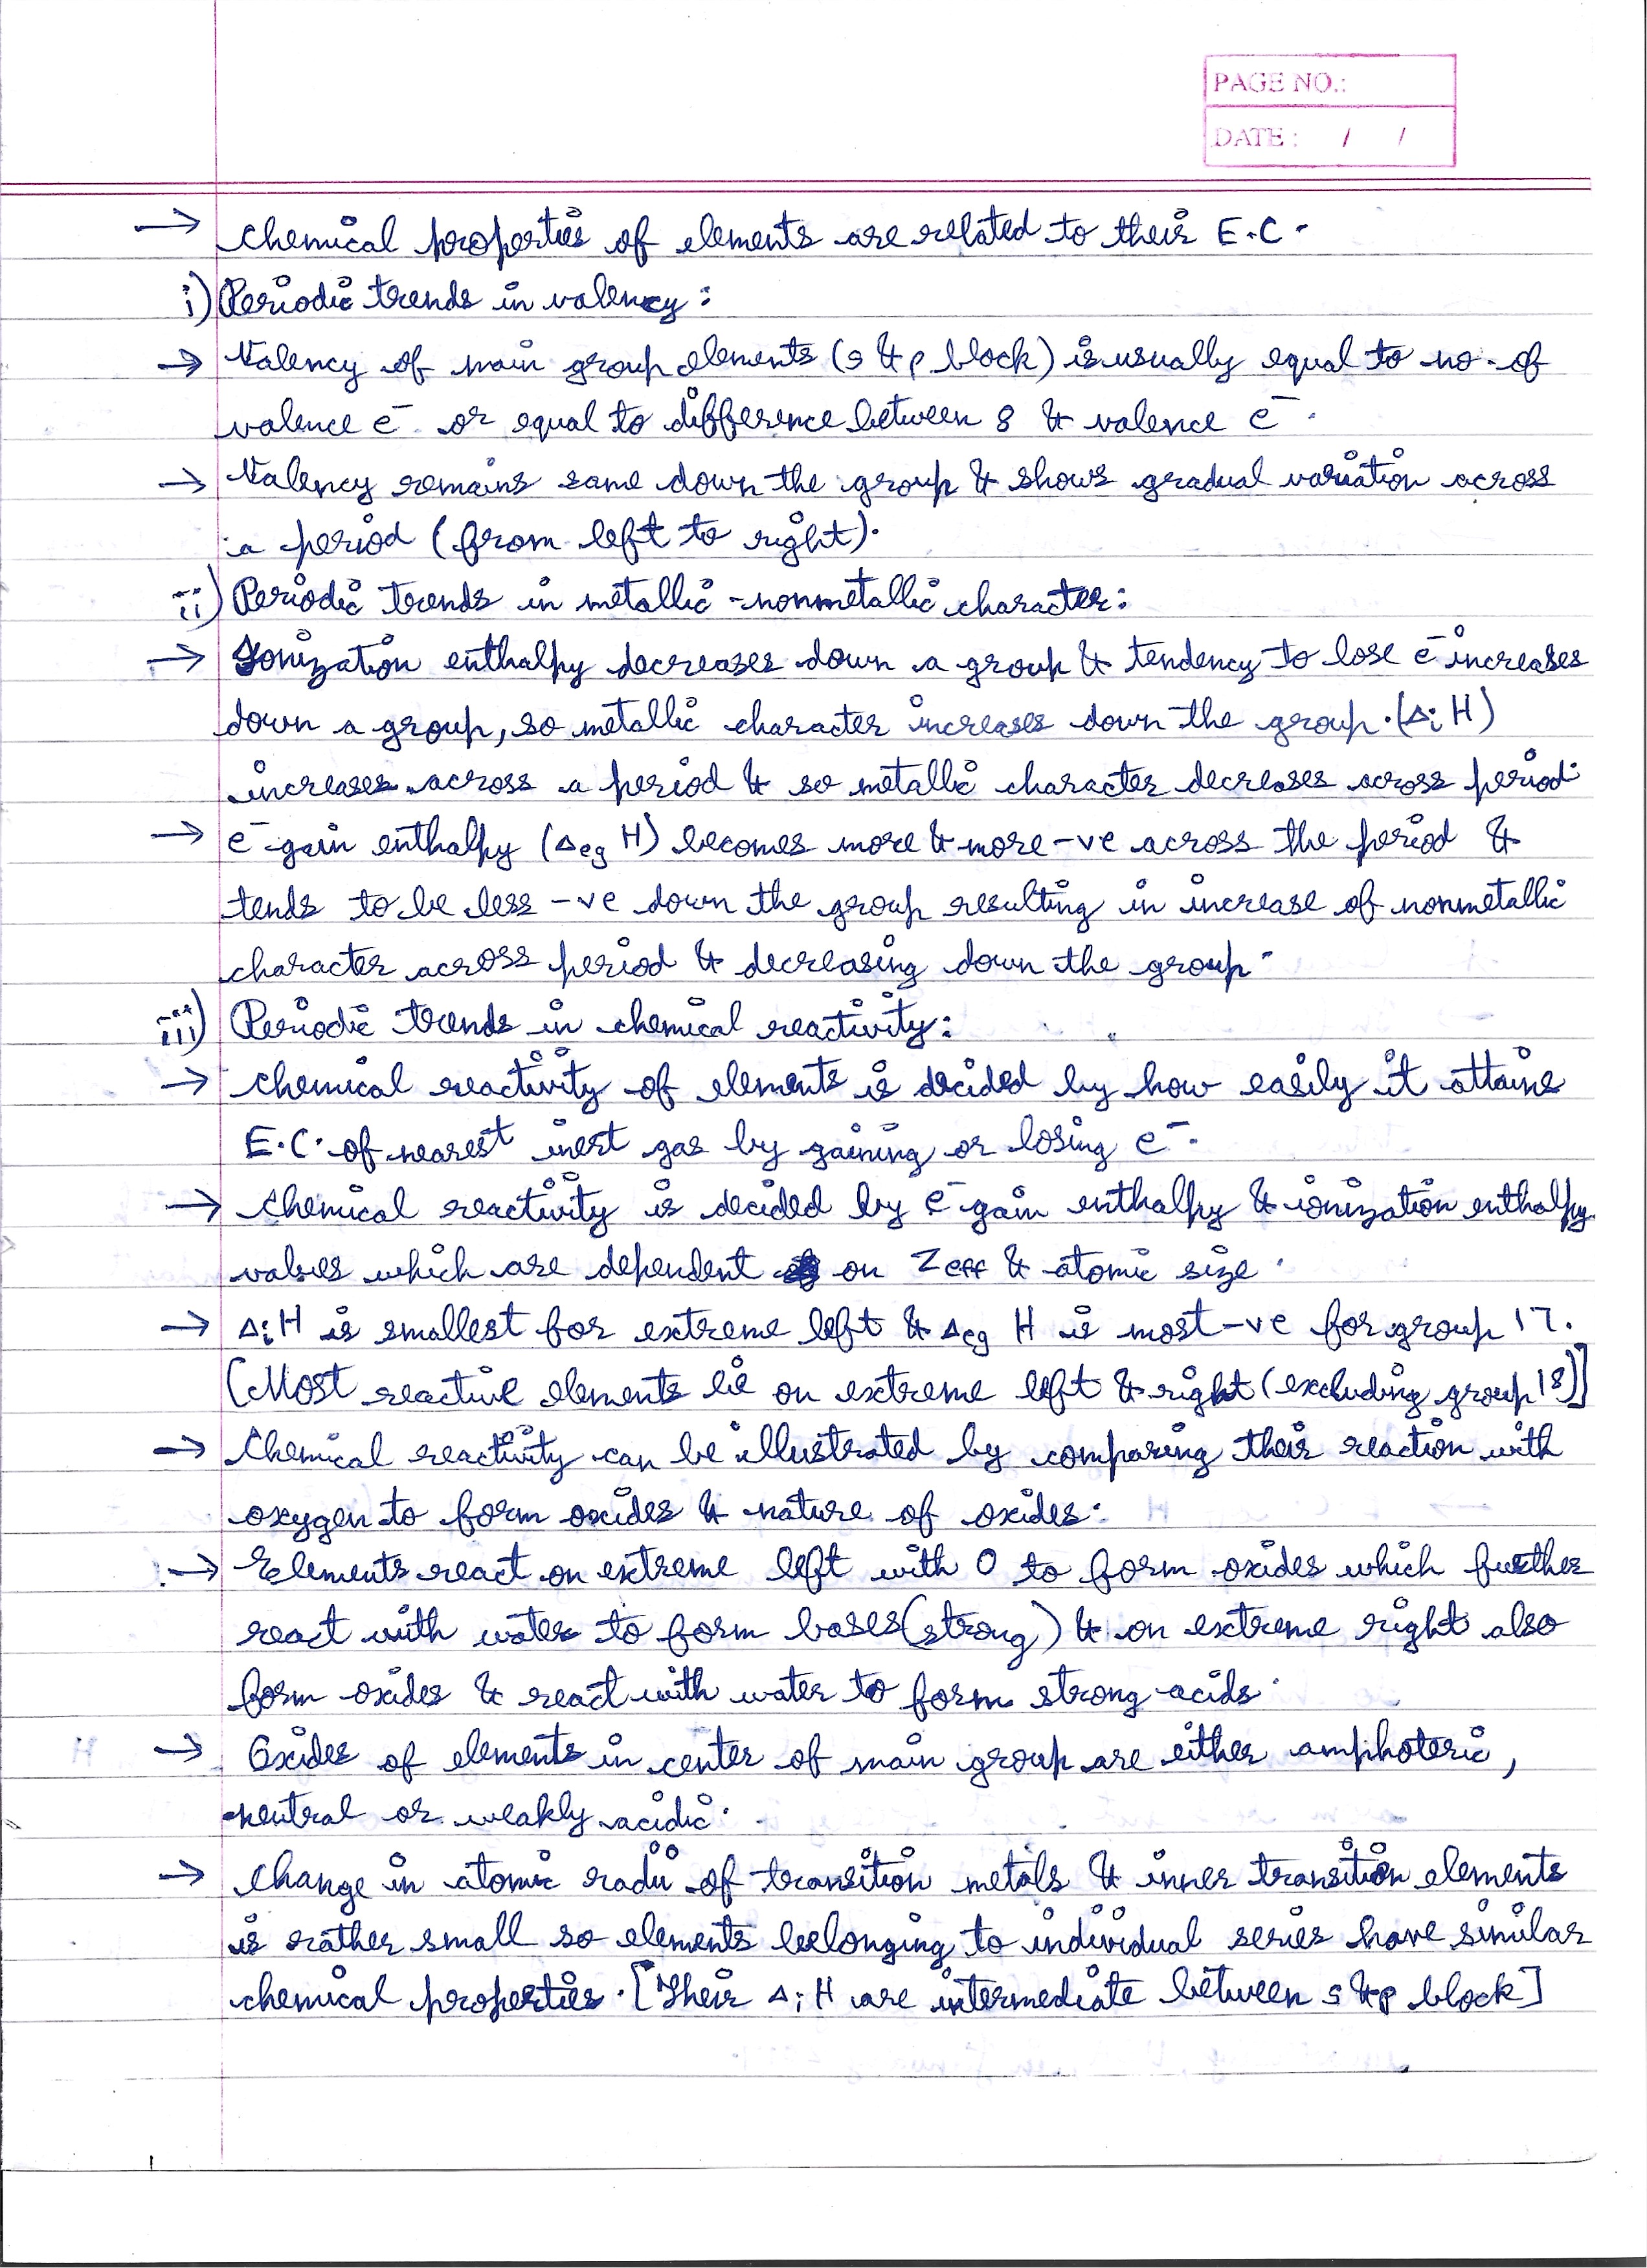 PAGE NO.:
DATE : / /
→ Chemical properties of elements are related to their E.C.
i) Periodic trends in valency:
→ Valency of main group elements (s & p block) is usually equal to no. of
valence e⁻ or equal to difference between 8 & valence e⁻.
→ Valency remains same down the group & shows gradual variation across
a period (from left to right).
ii) Periodic trends in metallic -nonmetallic character:
→ Ionization enthalpy decreases down a group & tendency to lose e⁻ increases
down a group, so metallic character increases down the group. (ΔᵢH)
increases across a period & so metallic character decreases across period.
→ e⁻ gain enthalpy (Δeg H) becomes more & more -ve across the period &
tends to be less -ve down the group resulting in increase of nonmetallic
character across period & decreasing down the group.
iii) Periodic trends in chemical reactivity:
→ Chemical reactivity of elements is decided by how easily it attains
E.C. of nearest inert gas by gaining or losing e⁻.
→ Chemical reactivity is decided by e⁻ gain enthalpy & ionization enthalpy
values which are dependent on Zeff & atomic size.
→ ΔᵢH is smallest for extreme left & Δeg H is most -ve for group 17.
[Most reactive elements lie on extreme left & right (excluding group 18)]
→ Chemical reactivity can be illustrated by comparing their reaction with
oxygen to form oxides & nature of oxides:
→ Elements react on extreme left with O to form oxides which further
react with water to form bases (strong) & on extreme right also
form oxides & react with water to form strong acids.
→ Oxides of elements in center of main group are either amphoteric,
neutral or weakly acidic.
→ Change in atomic radii of transition metals & inner transition elements
is rather small so elements belonging to individual series have similar
chemical properties. [Their ΔᵢH are intermediate between s & p block]